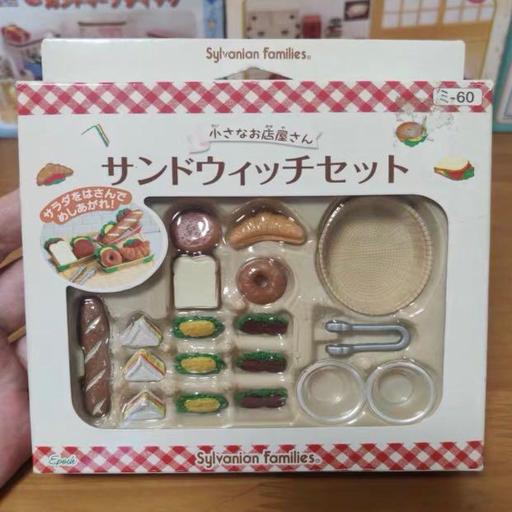 Sylvanian Families®
ミ-60
小さなお店屋さん
サンドウィッチセット
サラダをはさんで
めしあがれ!
Epoch
Sylvanian Families®